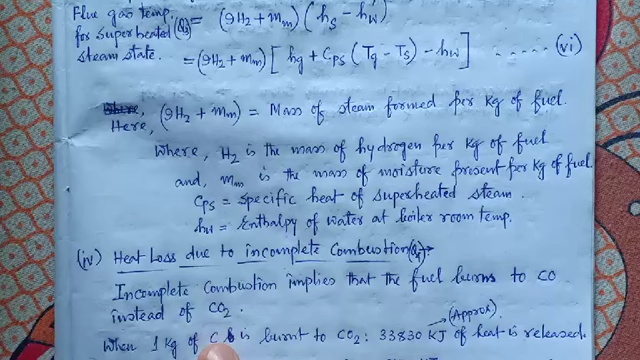 Flue gas temp. (Q3) = (9H2 + mm) ( hs - hw )
for superheated
steam state. = (9H2 + mm) [ hg + CPS (Tg - Ts) - hw ] ...... (vi)
Where,
Here, (9H2 + mm) = Mass of steam formed per kg of fuel.
Where, H2 is the mass of hydrogen per kg of fuel
and, mm is the mass of moisture present per kg of fuel.
CPS = Specific heat of superheated steam.
hw = Enthalpy of water at boiler room temp.
(iv) Heat Loss due to incomplete Combustion →
Incomplete Combustion implies that the fuel burns to CO
instead of CO2.
(Approx)
When 1 kg of C is burnt to CO2 : 33830 KJ of heat is released.